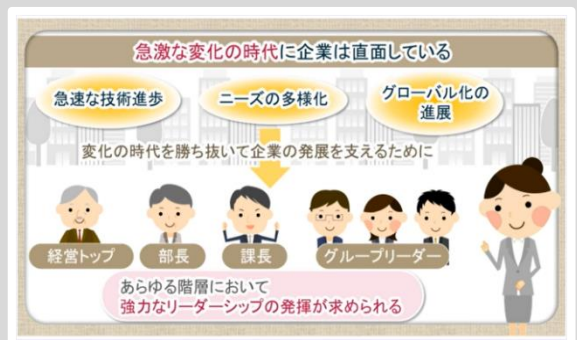 急激な変化の時代に企業は直面している
急速な技術進歩
ニーズの多様化
グローバル化の
進展
変化の時代を勝ち抜いて企業の発展を支えるために
経営トップ
部長
課長
グループリーダー
あらゆる階層において
強力なリーダーシップの発揮が求められる